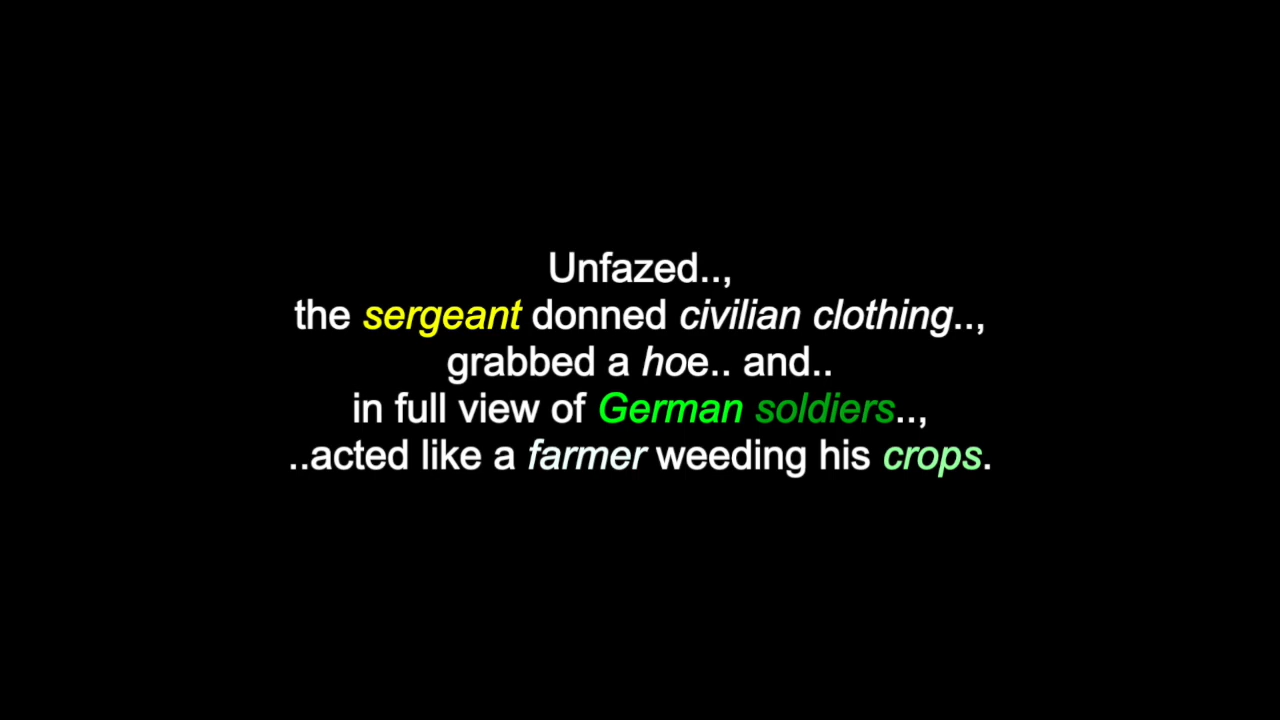 Unfazed..,
the sergeant donned civilian clothing..,
grabbed a hoe.. and..
in full view of German soldiers..,
..acted like a farmer weeding his crops.